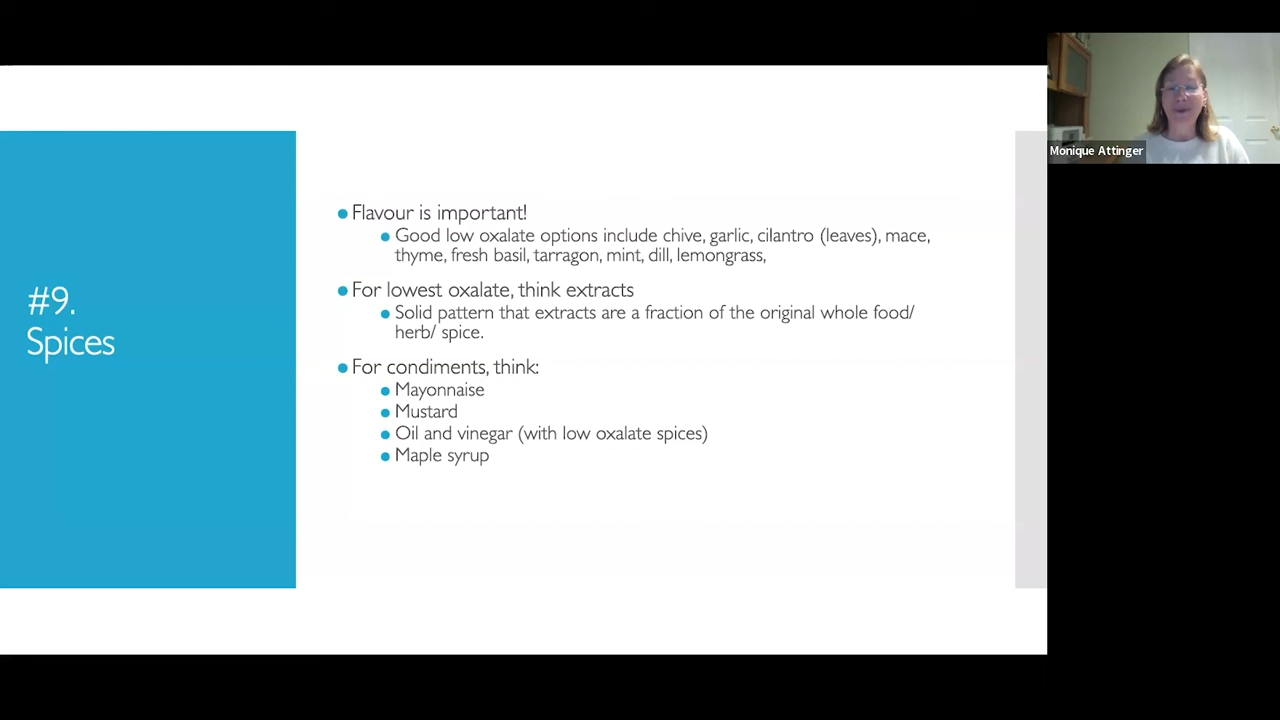 #9.
Spices
Flavour is important!
Good low oxalate options include chive, garlic, cilantro (leaves), mace,
thyme, fresh basil, tarragon, mint, dill, lemongrass,
For lowest oxalate, think extracts
Solid pattern that extracts are a fraction of the original whole food/
herb/ spice.
For condiments, think:
Mayonnaise
Mustard
Oil and vinegar (with low oxalate spices)
Maple syrup
Monique Attinger